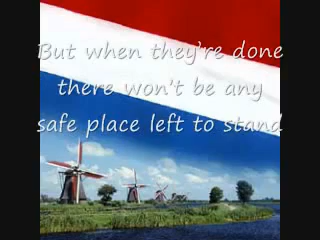 But when they're done
there won't be any
safe place left to stand